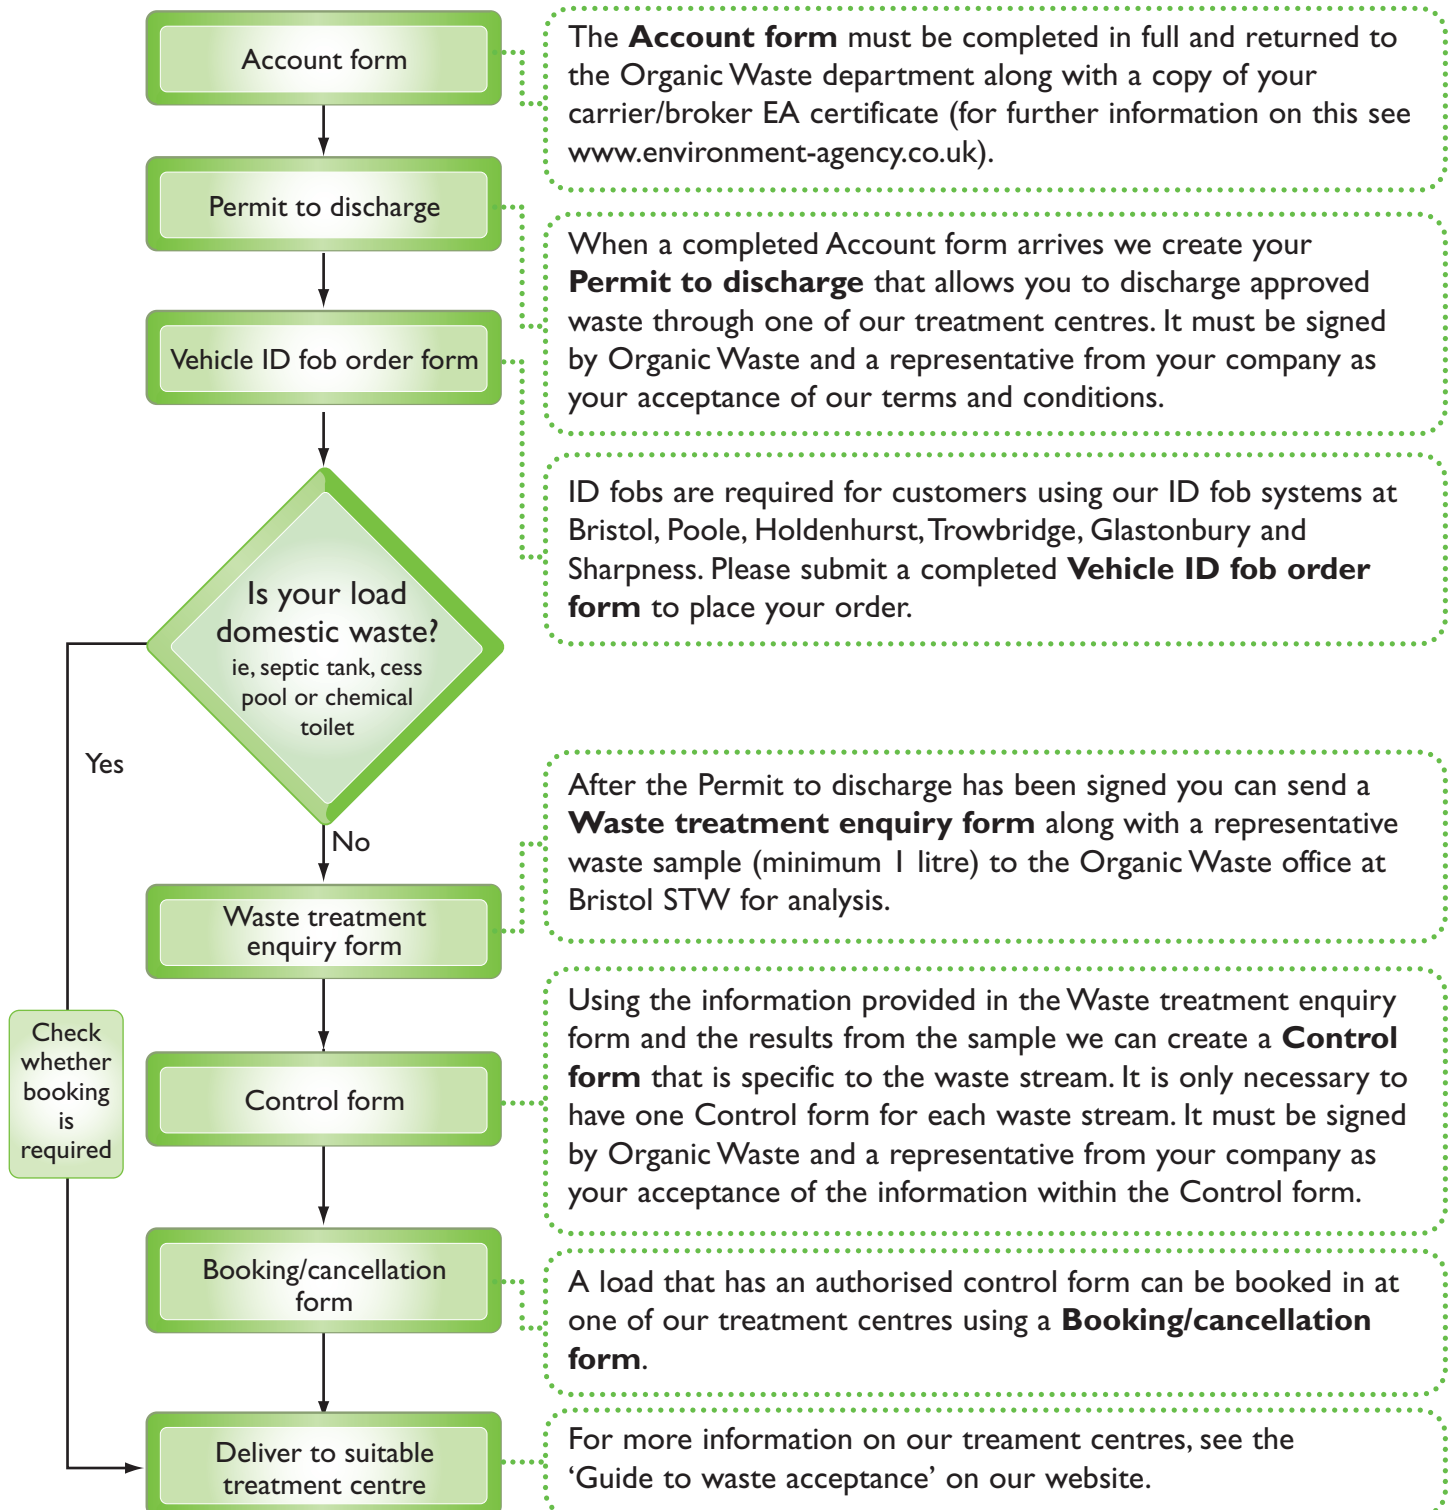 Account form
The Account form must be completed in full and returned to
the Organic Waste department along with a copy of your
carrier/broker EA certificate (for further information on this see
www.environment-agency.co.uk).
Permit to discharge
When a completed Account form arrives we create your
Permit to discharge that allows you to discharge approved
waste through one of our treatment centres. It must be signed
by Organic Waste and a representative from your company as
your acceptance of our terms and conditions.
Vehicle ID fob order form
ID fobs are required for customers using our ID fob systems at
Bristol, Poole, Holdenhurst, Trowbridge, Glastonbury and
Sharpness. Please submit a completed Vehicle ID fob order
form to place your order.
Is your load
domestic waste?
ie, septic tank, cess
pool or chemical
toilet
Yes
No
After the Permit to discharge has been signed you can send a
Waste treatment enquiry form along with a representative
waste sample (minimum 1 litre) to the Organic Waste office at
Bristol STW for analysis.
Waste treatment
enquiry form
Using the information provided in the Waste treatment enquiry
form and the results from the sample we can create a Control
form that is specific to the waste stream. It is only necessary to
have one Control form for each waste stream. It must be signed
by Organic Waste and a representative from your company as
your acceptance of the information within the Control form.
Check
whether
booking
is
required
Control form
Booking/cancellation
form
A load that has an authorised control form can be booked in at
one of our treatment centres using a Booking/cancellation
form.
Deliver to suitable
treatment centre
For more information on our treament centres, see the
‘Guide to waste acceptance’ on our website.